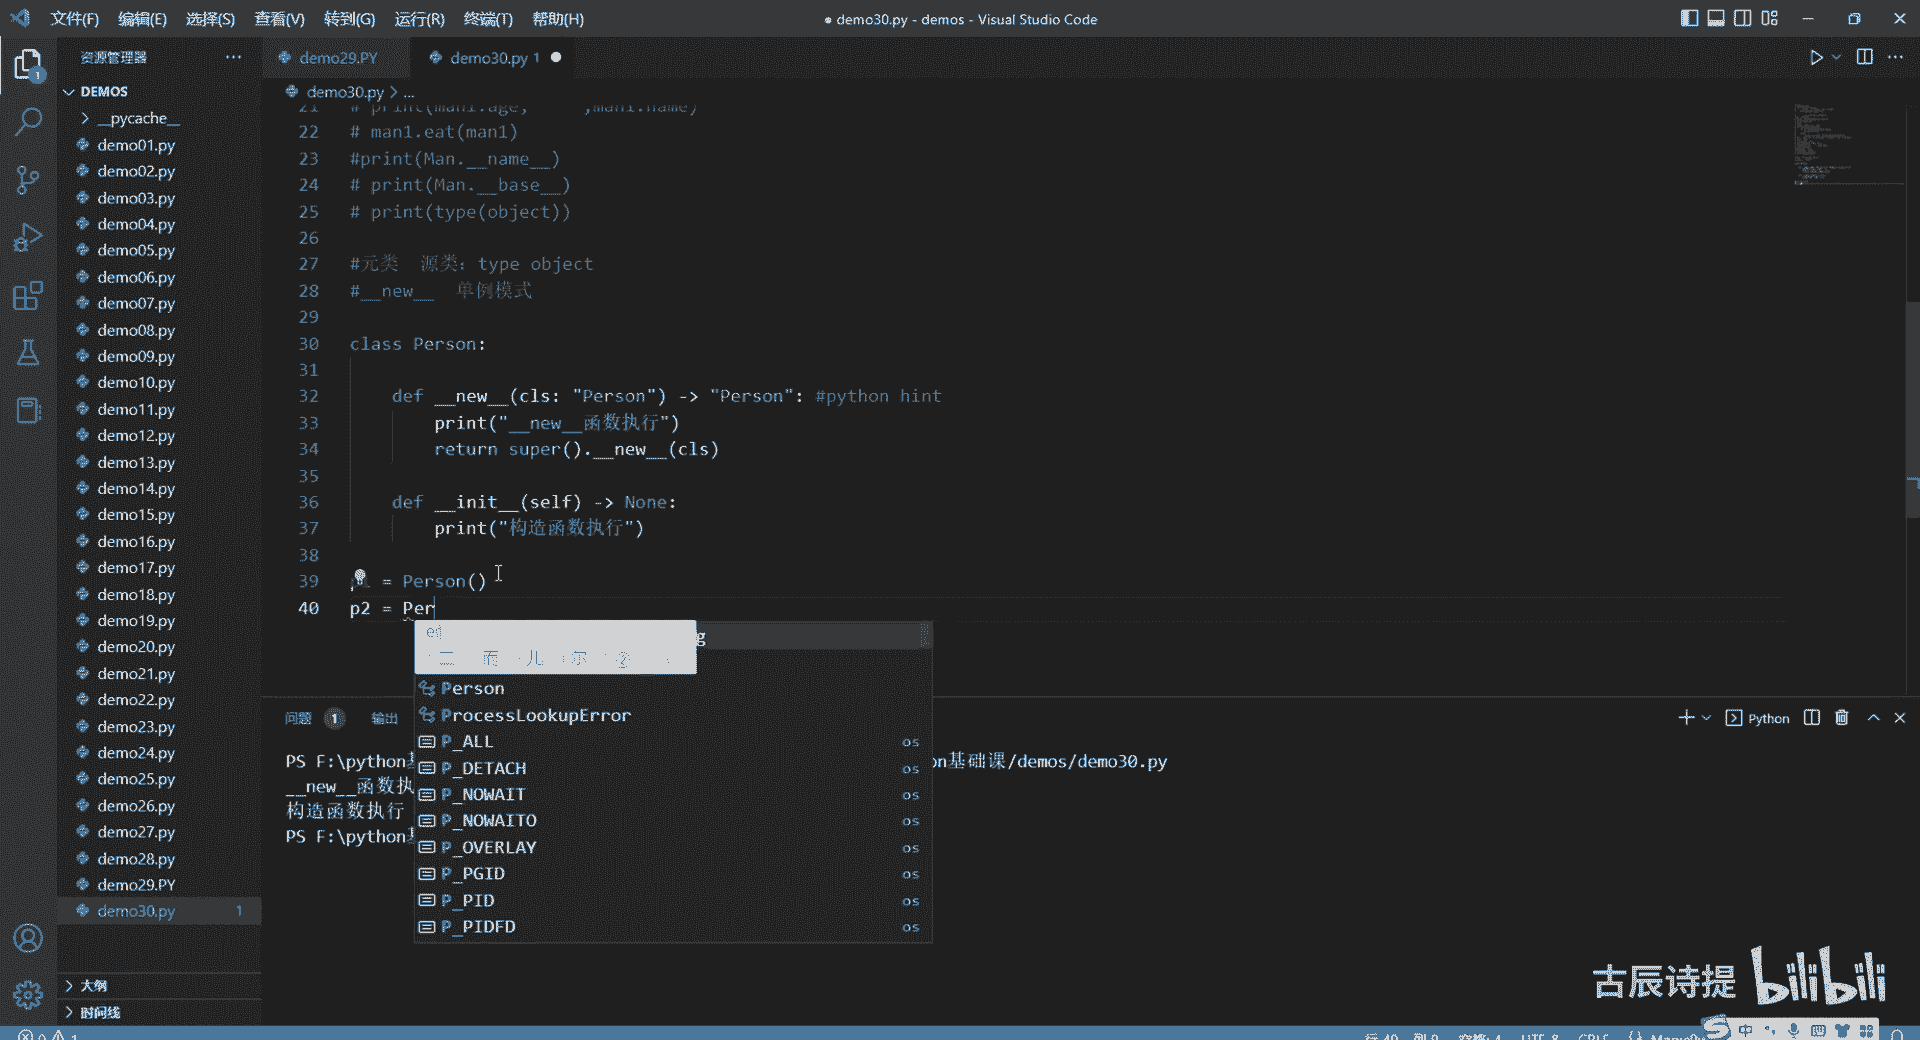 文件(F) 编辑(E) 选择(S) 查看(V) 转到(G) 运行(R) 终端(T) 帮助(H)
● demo30.py - demos - Visual Studio Code
资源管理器
demo29.PY
demo30.py 1
DEMOS
demo30.py > ...
__pycache__
demo01.py
demo02.py
demo03.py
demo04.py
demo05.py
demo06.py
demo07.py
demo08.py
demo09.py
demo10.py
demo11.py
demo12.py
demo13.py
demo14.py
demo15.py
demo16.py
demo17.py
demo18.py
demo19.py
demo20.py
demo21.py
demo22.py
demo23.py
demo24.py
demo25.py
demo26.py
demo27.py
demo28.py
demo29.PY
demo30.py 1
大纲
时间线
21 # print(man1.age, ,man1.name)
22 # man1.eat(man1)
23 #print(Man.__name__)
24 # print(Man.__base__)
25 # print(type(object))
26
27 #元类 源类: type object
28 #__new__ 单例模式
29
30 class Person:
31
32 def __new__(cls: "Person") -> "Person": #python hint
33 print("__new__函数执行")
34 return super().__new__(cls)
35
36 def __init__(self) -> None:
37 print("构造函数执行")
38
39 = Person()
40 p2 = Per
二 而 儿 尔
g
Person
ProcessLookupError
P_ALL os
P_DETACH os
P_NOWAIT os
P_NOWAITO os
P_OVERLAY os
P_PGID os
P_PID os
P_PIDFD os
问题 1 输出
Python
PS F:\python on基础课/demos/demo30.py
__new__函数执
构造函数执行
PS F:\python
古辰诗提 bilibili
中